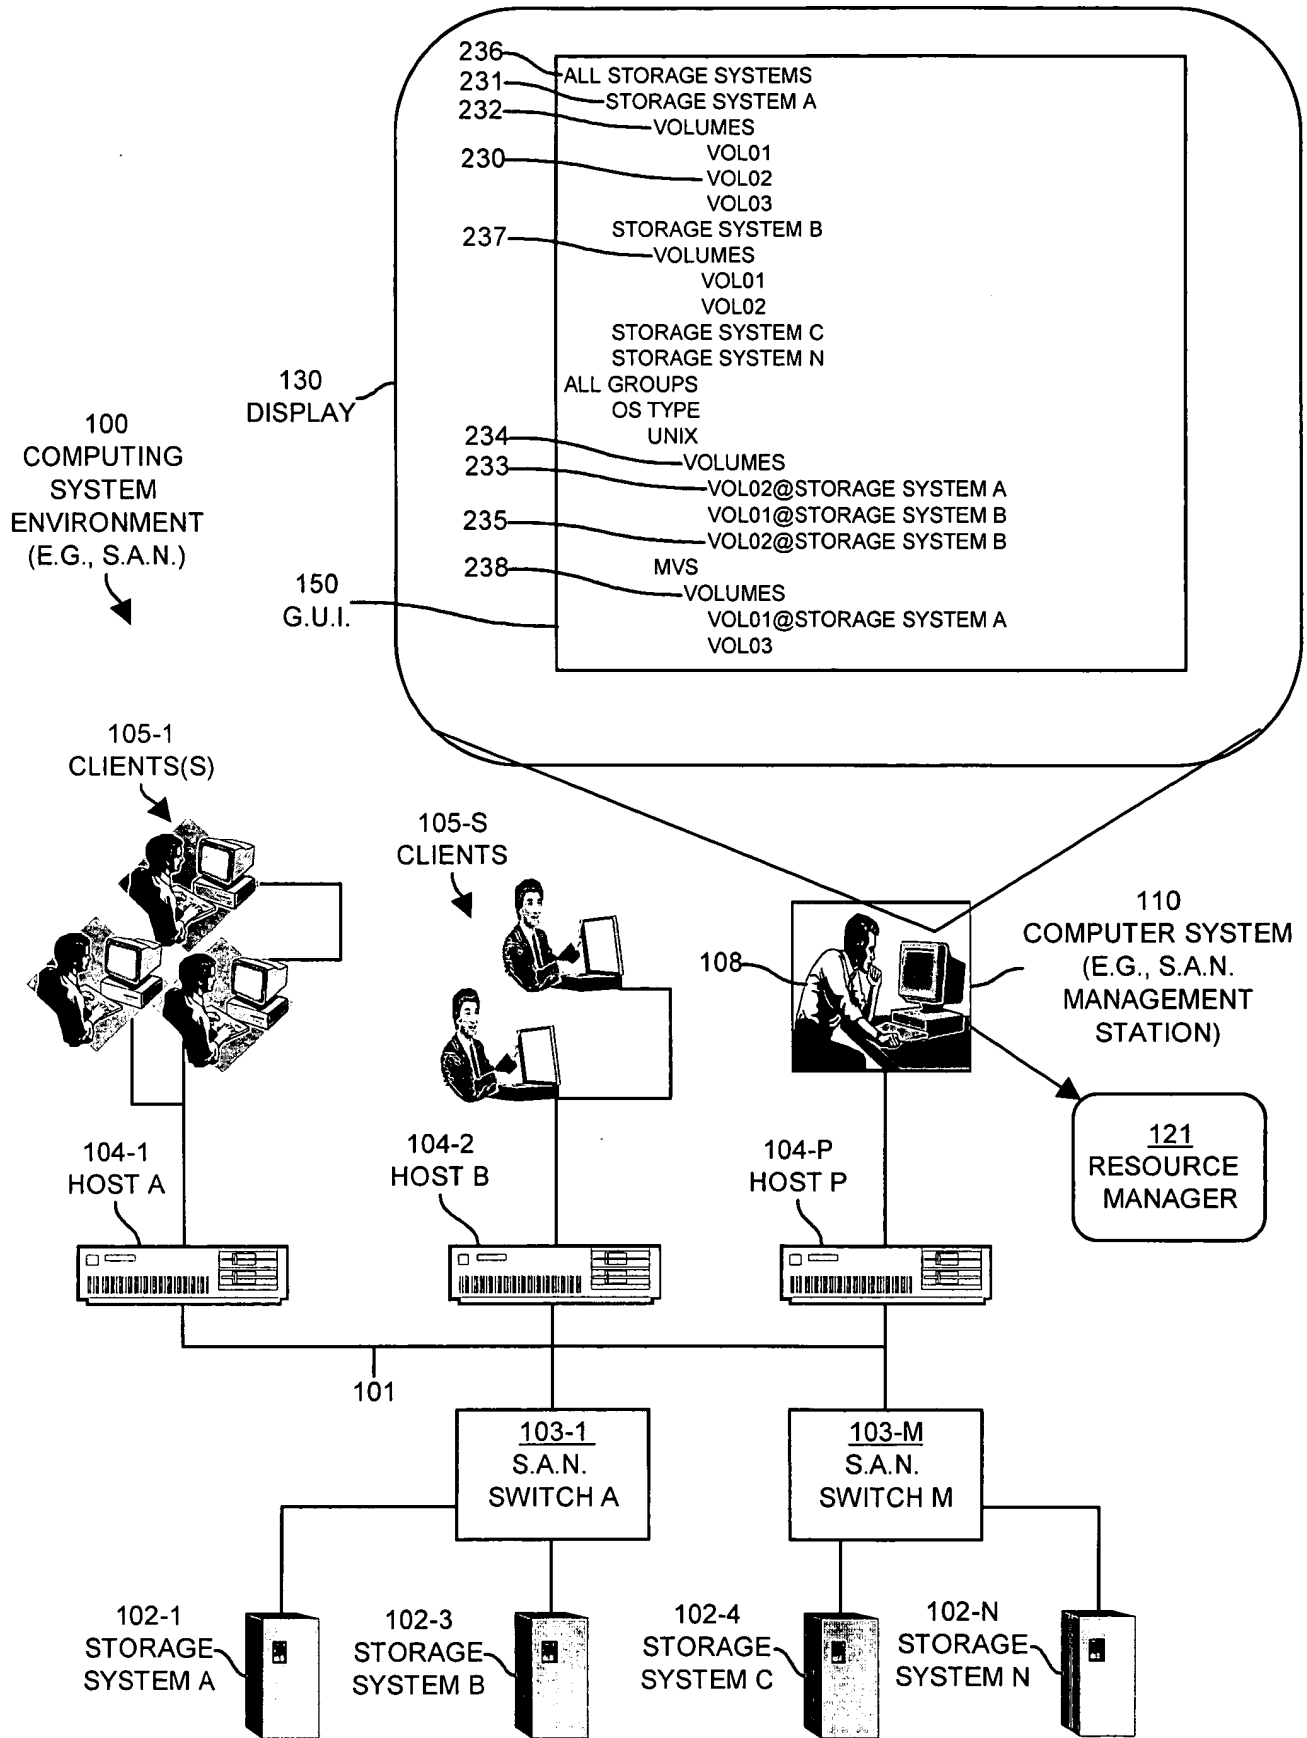 236
ALL STORAGE SYSTEMS
231
STORAGE SYSTEM A
232
VOLUMES
VOL01
230
VOL02
VOL03
STORAGE SYSTEM B
237
VOLUMES
VOL01
VOL02
STORAGE SYSTEM C
STORAGE SYSTEM N
ALL GROUPS
OS TYPE
UNIX
234
VOLUMES
233
VOL02@STORAGE SYSTEM A
VOL01@STORAGE SYSTEM B
235
VOL02@STORAGE SYSTEM B
MVS
238
VOLUMES
VOL01@STORAGE SYSTEM A
VOL03
130
DISPLAY
100
COMPUTING
SYSTEM
ENVIRONMENT
(E.G., S.A.N.)
150
G.U.I.
105-1
CLIENTS(S)
105-S
CLIENTS
108
110
COMPUTER SYSTEM
(E.G., S.A.N.
MANAGEMENT
STATION)
121
RESOURCE
MANAGER
104-1
HOST A
104-2
HOST B
104-P
HOST P
101
103-1
S.A.N.
SWITCH A
103-M
S.A.N.
SWITCH M
102-1
STORAGE
SYSTEM A
102-3
STORAGE
SYSTEM B
102-4
STORAGE
SYSTEM C
102-N
STORAGE
SYSTEM N